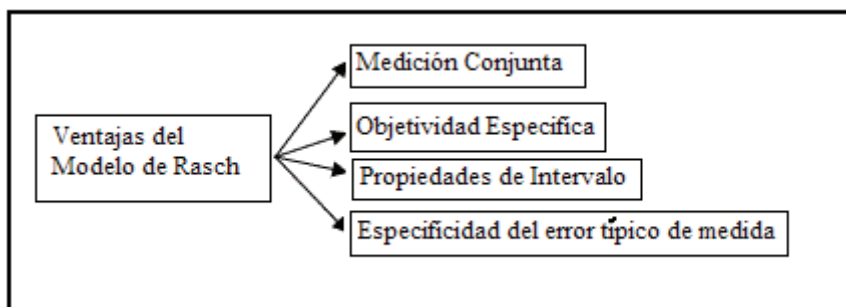 Ventajas del
Modelo de Rasch
Medición Conjunta
Objetividad Especifica
Propiedades de Intervalo
Especificidad del error típico de medida